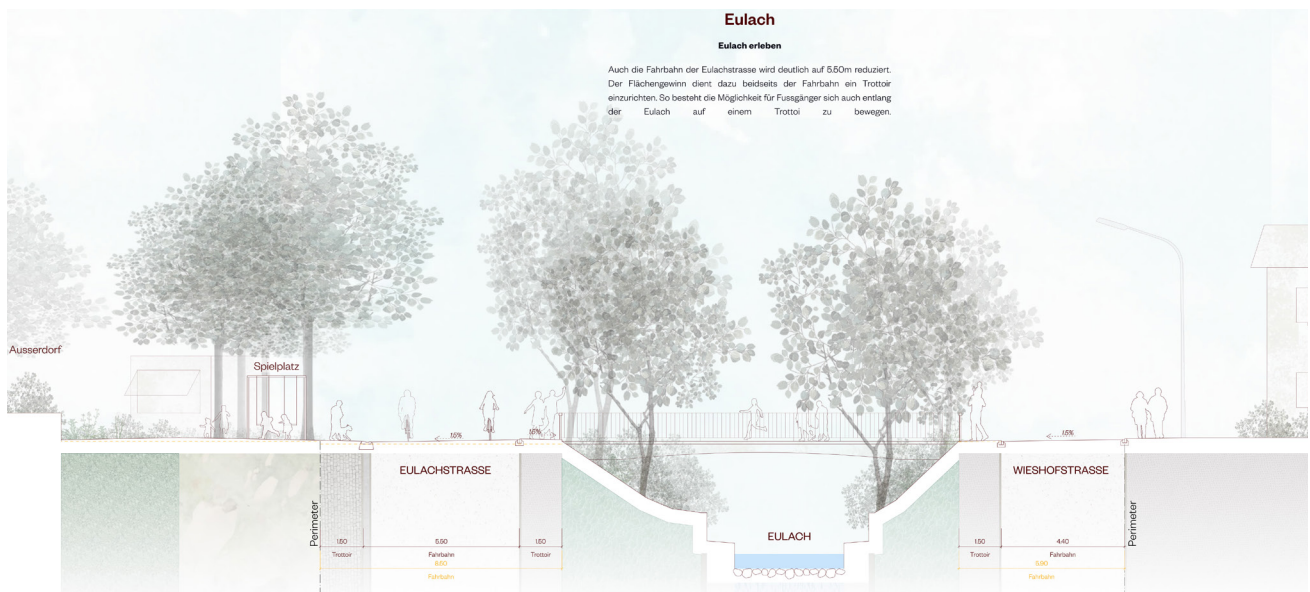 Eulach
Eulach erleben
Auch die Fahrbahn der Eulachstrasse wird deutlich auf 5.50m reduziert.
Der Flächengewinn dient dazu beidseits der Fahrbahn ein Trottoir
einzurichten. So besteht die Möglichkeit für Fussgänger sich auch entlang
der Eulach auf einem Trottoi zu bewegen.
Ausserdorf
Spielplatz
1.5%
1.5%
1.5%
EULACHSTRASSE
WIESHOFSTRASSE
Perimeter
EULACH
Perimeter
1.50
5.50
1.50
1.50
4.40
Trottoir
Fahrbahn
Trottoir
Trottoir
Fahrbahn
8.50
Fahrbahn
Fahrbahn